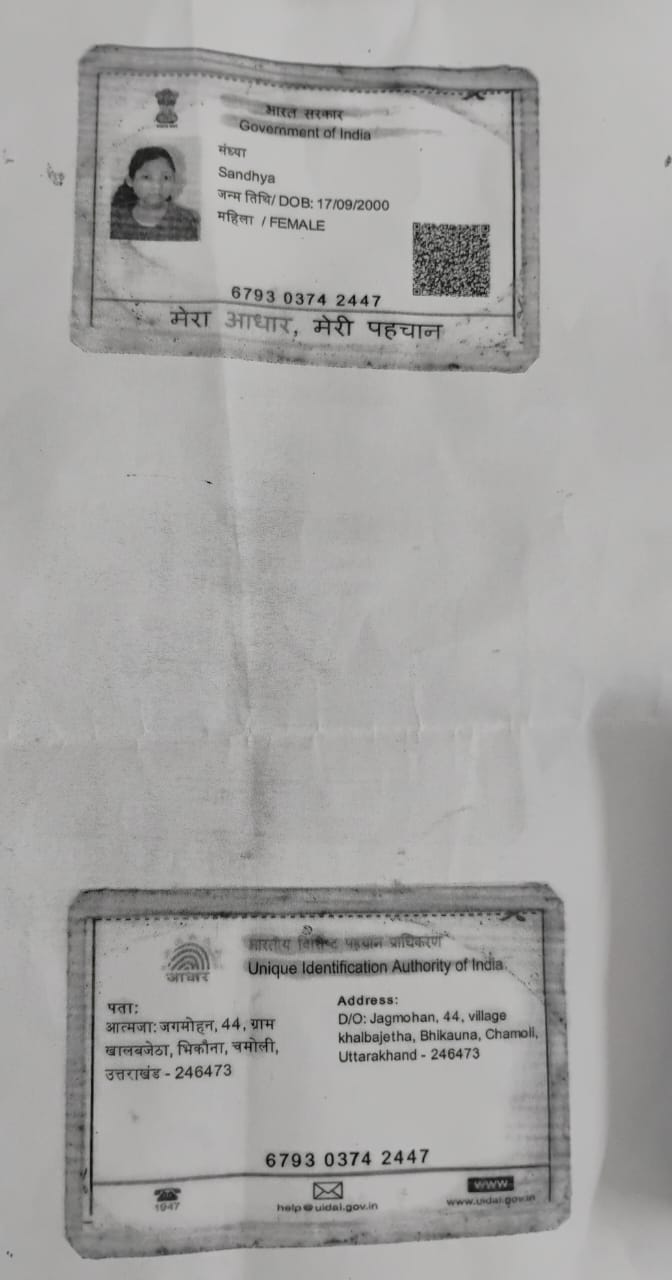 भारत सरकार
Government of India
संध्या
Sandhya
जन्म तिथि/ DOB: 17/09/2000
महिला / FEMALE
6793 0374 2447
मेरा आधार, मेरी पहचान
भारतीय विशिष्ट पहचान प्राधिकरण
Unique Identification Authority of India
आधार
पता:
आत्मजा: जगमोहन, 44, ग्राम
खालबजेठा, भिकौना, चमोली,
उत्तराखंड - 246473
Address:
D/O: Jagmohan, 44, village
khalbajetha, Bhikauna, Chamoli,
Uttarakhand - 246473
6793 0374 2447
1947
help@uidai.gov.in
www
www.uidai.gov.in